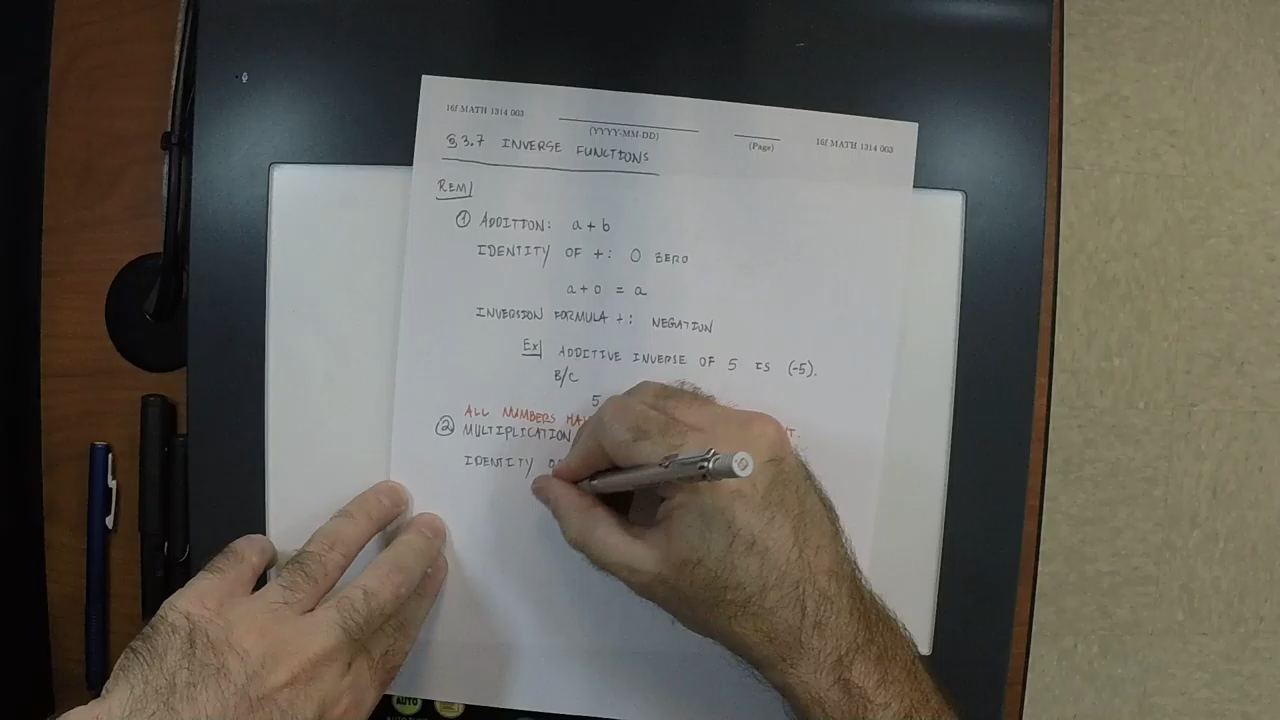 16f MATH 1314 003
(YYYY-MM-DD)
(Page)
16f MATH 1314 003
§3.7 INVERSE FUNCTIONS
REM
① ADDITION: a + b
IDENTITY OF +: 0 ZERO
a + 0 = a
INVERSION FORMULA +: NEGATION
Ex ADDITIVE INVERSE OF 5 IS (-5).
B/C
5
ALL NUMBERS
② MULTIPLICATION
IDENTITY
AUTO